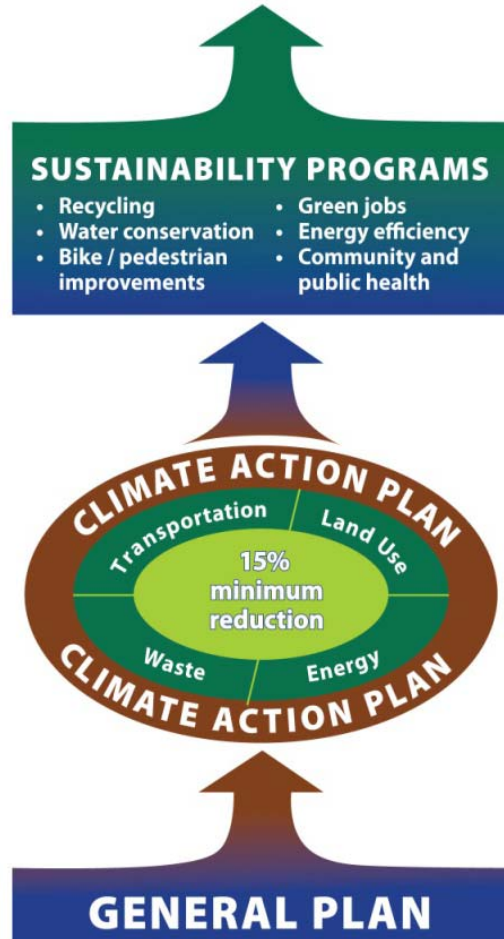 SUSTAINABILITY PROGRAMS
• Recycling
• Water conservation
• Bike / pedestrian
improvements
• Green jobs
• Energy efficiency
• Community and
public health
CLIMATE ACTION PLAN
Transportation
Land Use
15%
minimum
reduction
Waste
Energy
CLIMATE ACTION PLAN
GENERAL PLAN